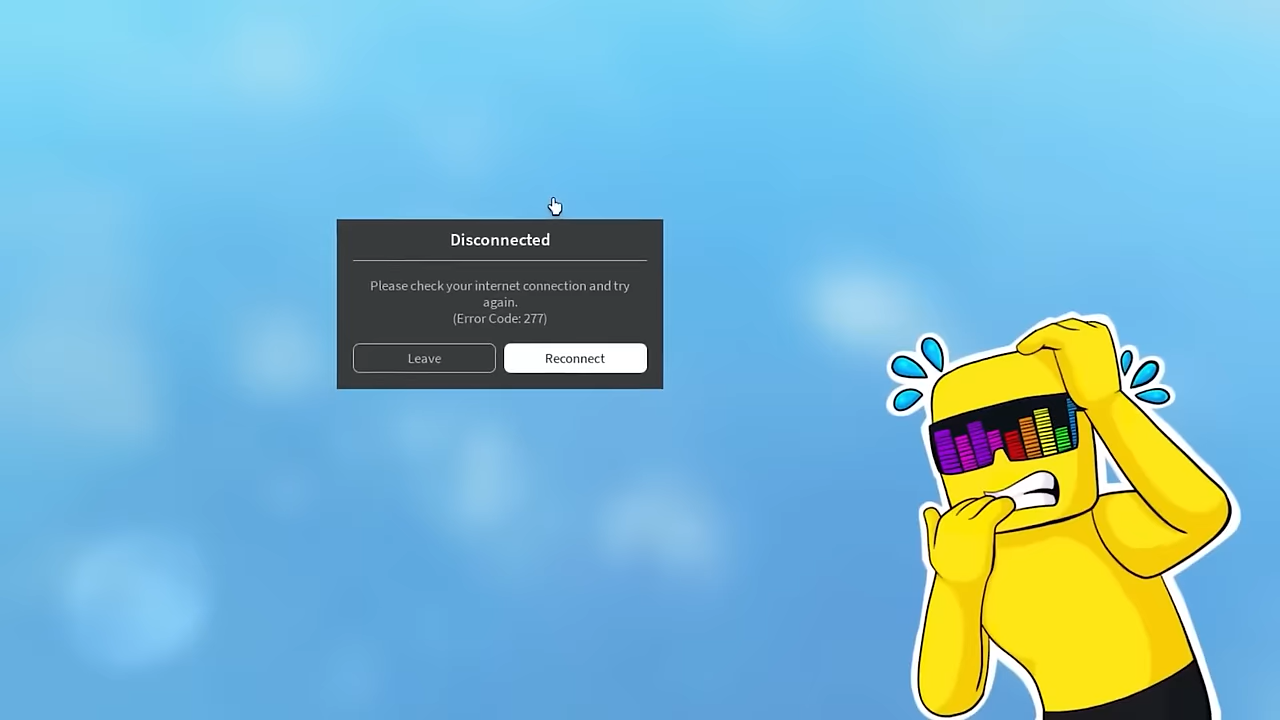 Disconnected
Please check your internet connection and try
again.
(Error Code: 277)
Leave
Reconnect